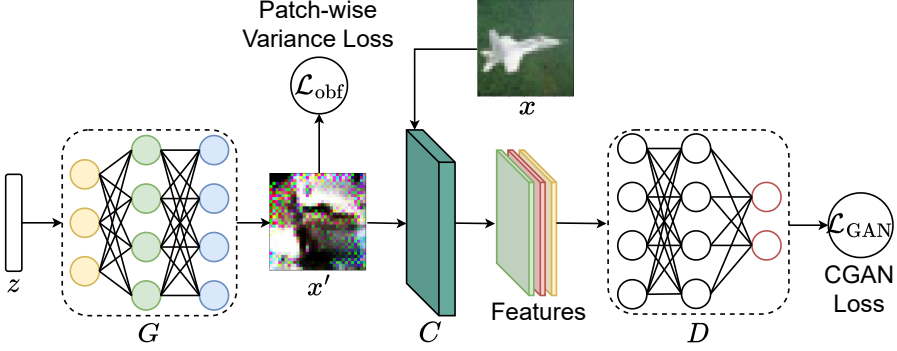 Patch-wise
Variance Loss
ℒobf
x
z
G
x′
C
Features
D
ℒGAN
CGAN
Loss